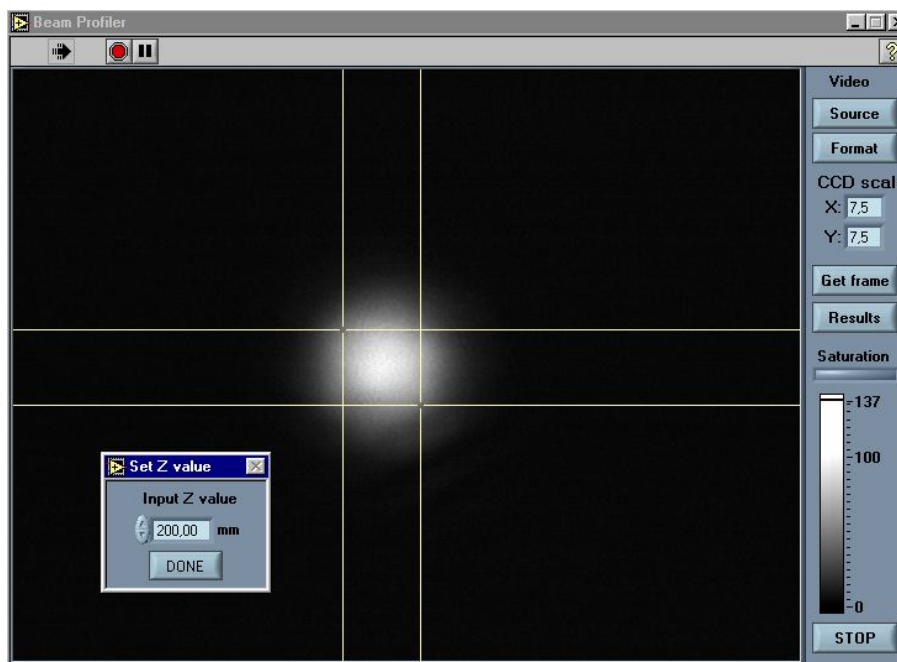 Beam Profiler
Video
Source
Format
CCD scal
X: 7,5
Y: 7,5
Get frame
Results
Saturation
137
100
0
STOP
Set Z value
Input Z value
200,00 mm
DONE